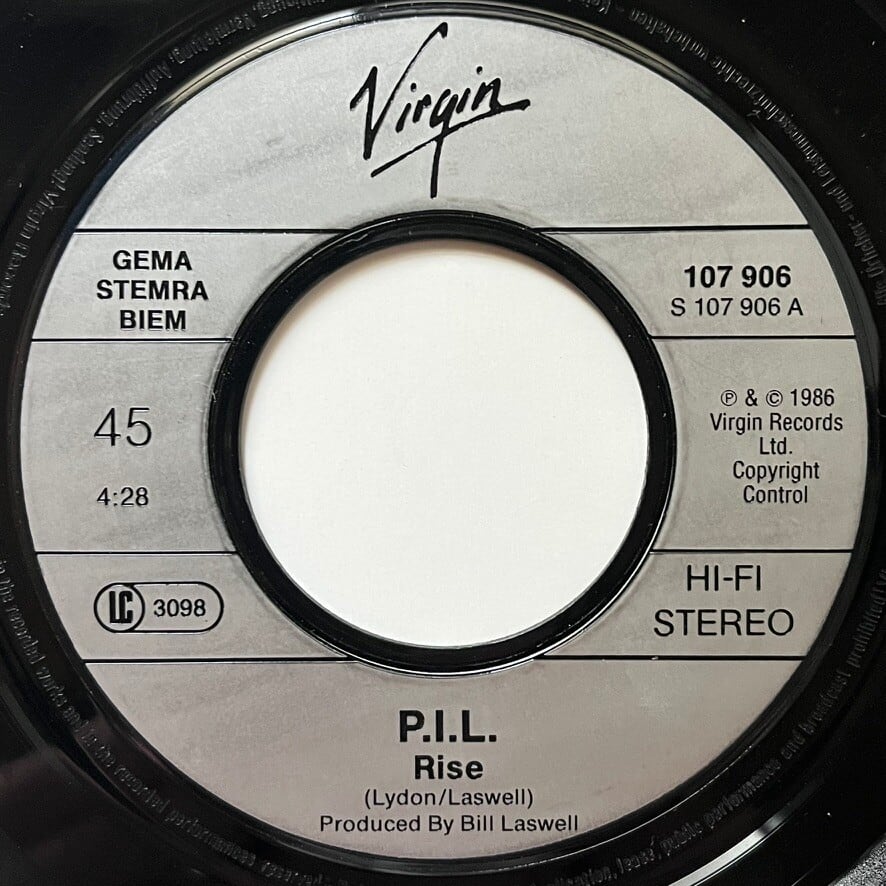 Virgin
GEMA
STEMRA
BIEM
107 906
S 107 906 A
45
4:28
℗ & © 1986
Virgin Records
Ltd.
Copyright
Control
LC 3098
HI-FI
STEREO
P.I.L.
Rise
(Lydon/Laswell)
Produced By Bill Laswell